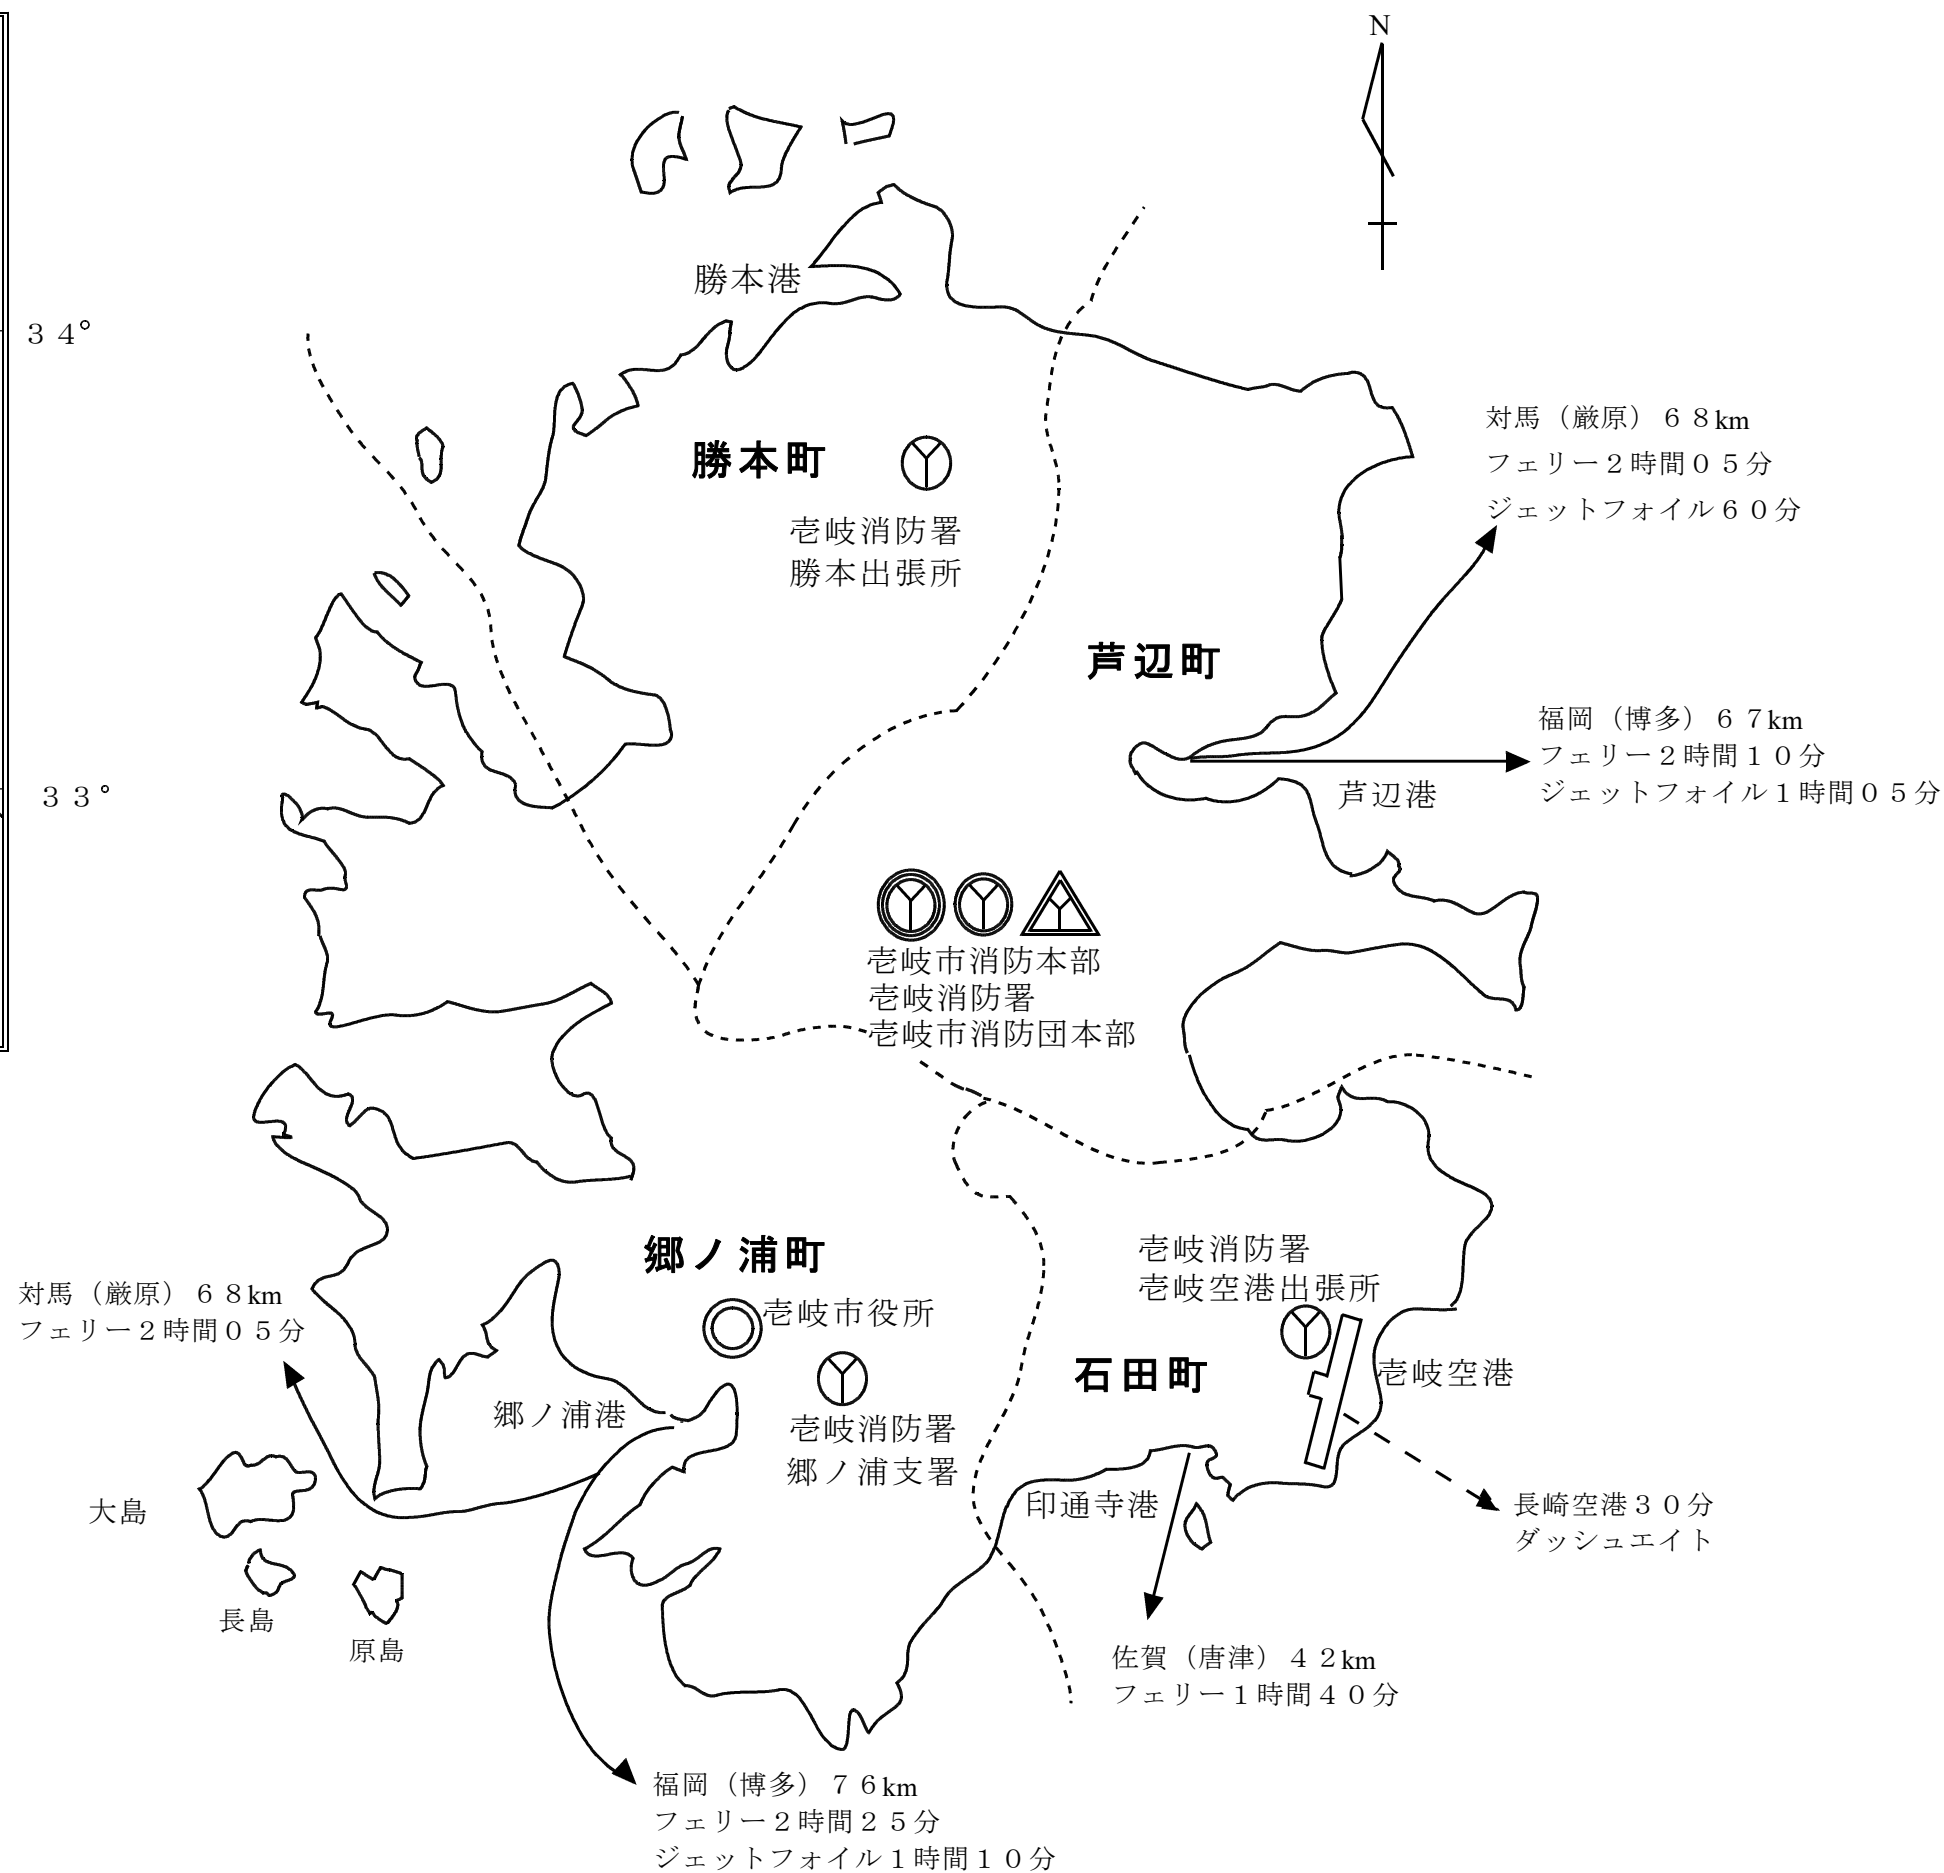 N
勝本港
３４°
対馬（厳原）６８km
フェリー２時間０５分
ジェットフォイル６０分
勝本町
壱岐消防署
勝本出張所
芦辺町
福岡（博多）６７km
フェリー２時間１０分
ジェットフォイル１時間０５分
芦辺港
３３°
壱岐市消防本部
壱岐消防署
壱岐市消防団本部
郷ノ浦町
壱岐市役所
壱岐消防署
壱岐空港出張所
対馬（厳原）６８km
フェリー２時間０５分
石田町
壱岐空港
郷ノ浦港
壱岐消防署
郷ノ浦支署
印通寺港
長崎空港３０分
ダッシュエイト
大島
長島
原島
佐賀（唐津）４２km
フェリー１時間４０分
福岡（博多）７６km
フェリー２時間２５分
ジェットフォイル１時間１０分